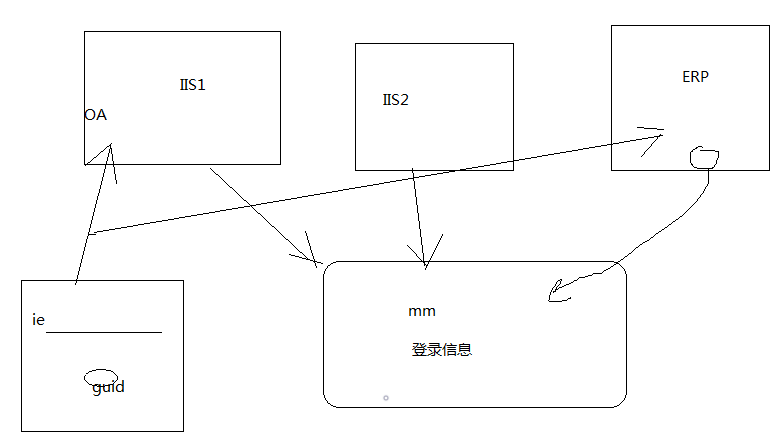 IIS1
OA
IIS2
ERP
ie
guid
mm
登录信息